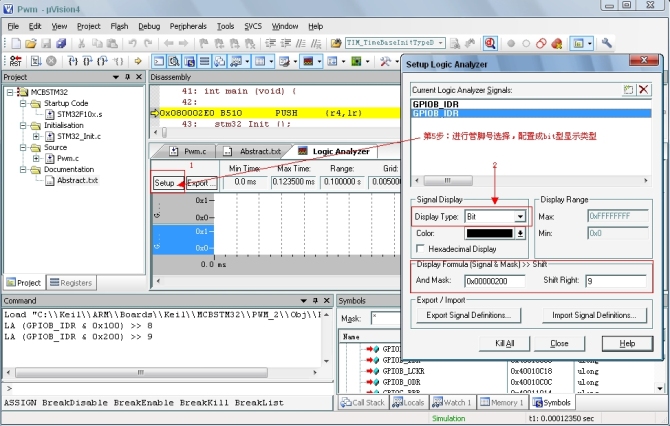 Pwm - µVision4
File Edit View Project Flash Debug Peripherals Tools SVCS Window Help
TIM_TimeBaseInitTypeD
RST
Project
MCBSTM32
Startup Code
STM32F10x.s
Initialisation
STM32_Init.c
Source
Pwm.c
Documentation
Abstract.txt
Project Registers
Disassembly
41: int main (void) {
42:
0x080002E0 B510 PUSH {r4,lr}
43: stm32_Init ();
Pwm.c Abstract.txt Logic Analyzer
1
Setup... Export... Min Time: Max Time: Range: Grid:
0.0 ms 0.123500 ms 0.100000 s 0.00500
0x1
0x0
0x1
0x0
0.0 ms
Setup Logic Analyzer
Current Logic Analyzer Signals:
GPIOB_IDR
GPIOB_IDR
第5步：进行管脚号选择，配置成bit型显示类型
2
Signal Display
Display Type: Bit
Color:
Hexadecimal Display
Display Range
Max: 0xFFFFFFFF
Min: 0x0
Display Formula (Signal & Mask) >> Shift
And Mask: 0x00000200 Shift Right: 9
Export / Import
Export Signal Definitions... Import Signal Definitions...
Kill All Close Help
Command
Load "C:\\Keil\\ARM\\Boards\\Keil\\MCBSTM32\\PWM_2\\Obj\\
LA (GPIOB_IDR & 0x100) >> 8
LA (GPIOB_IDR & 0x200) >> 9
>
ASSIGN BreakDisable BreakEnable BreakKill BreakList
Symbols
Mask: *
Name
GPIOB_LCKR 0x40010C18 ulong
GPIOB_ODR 0x40010C0C ulong
Call Stack Locals Watch 1 Memory 1 Symbols
Simulation t1: 0.00012350 sec